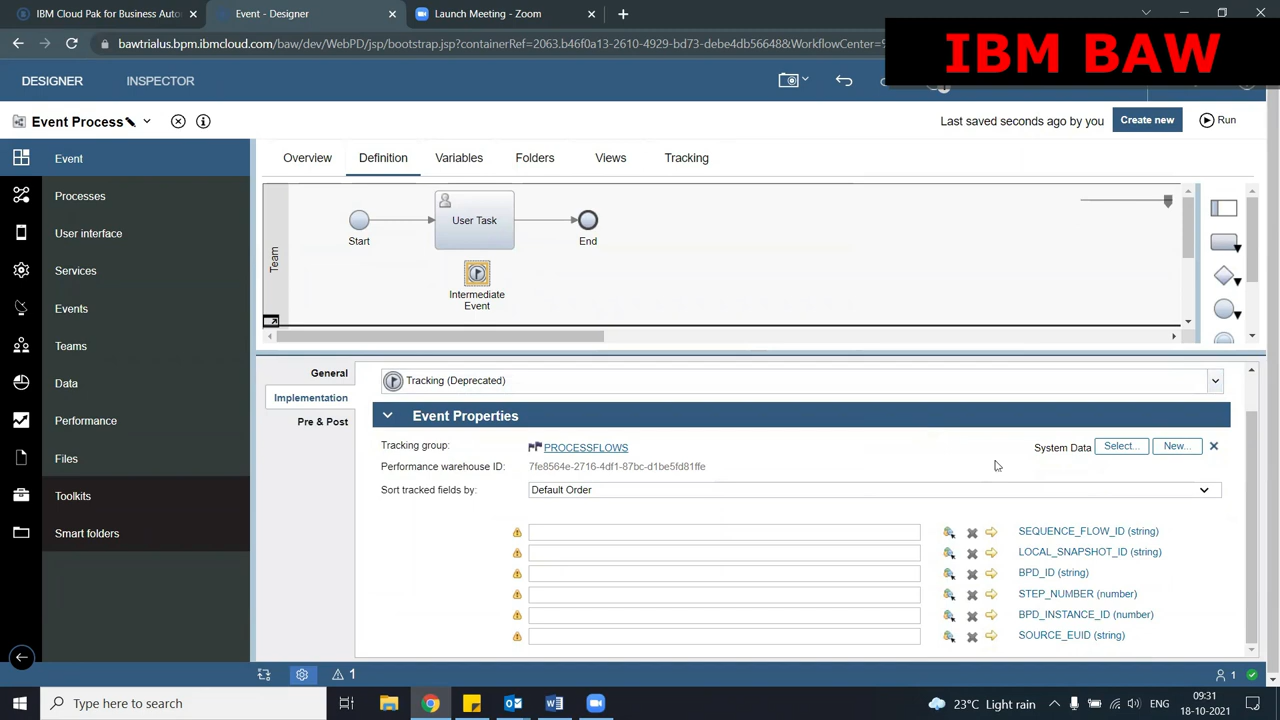 IBM Cloud Pak for Business Auto
Event - Designer
Launch Meeting - Zoom
bawtrialus.bpm.ibmcloud.com/baw/dev/WebPD/jsp/bootstrap.jsp?containerRef=2063.b46f0a13-2610-4929-bd73-debe4db56648&WorkflowCenter=
IBM BAW
DESIGNER
INSPECTOR
Event Process
Last saved seconds ago by you
Create new
Run
Event
Processes
User interface
Services
Events
Teams
Data
Performance
Files
Toolkits
Smart folders
Overview
Definition
Variables
Folders
Views
Tracking
Team
User Task
Start
End
Intermediate
Event
General
Implementation
Pre & Post
Tracking (Deprecated)
Event Properties
Tracking group:
PROCESSFLOWS
System Data
Select...
New...
Performance warehouse ID:
7fe8564e-2716-4df1-87bc-d1be5fd81ffe
Sort tracked fields by:
Default Order
SEQUENCE_FLOW_ID (string)
LOCAL_SNAPSHOT_ID (string)
BPD_ID (string)
STEP_NUMBER (number)
BPD_INSTANCE_ID (number)
SOURCE_EUID (string)
1
1
Type here to search
23°C Light rain
ENG
09:31
18-10-2021